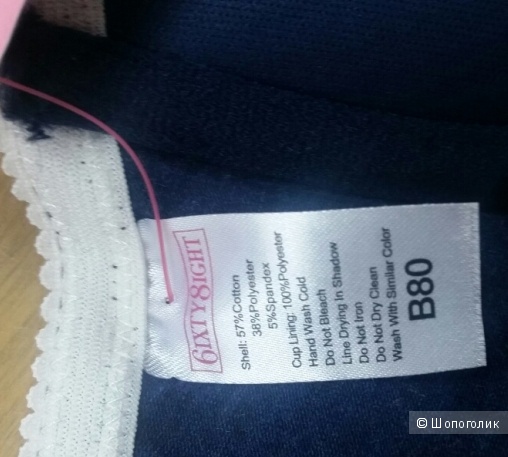 6IXTY8IGHT
Shell: 57%Cotton
38%Polyester
5%Spandex
Cup Lining: 100%Polyester
Hand Wash Cold
Do Not Bleach
Line Drying In Shadow
Do Not Iron
Do Not Dry Clean
Wash With Similar Color
B80
© Шопоголик